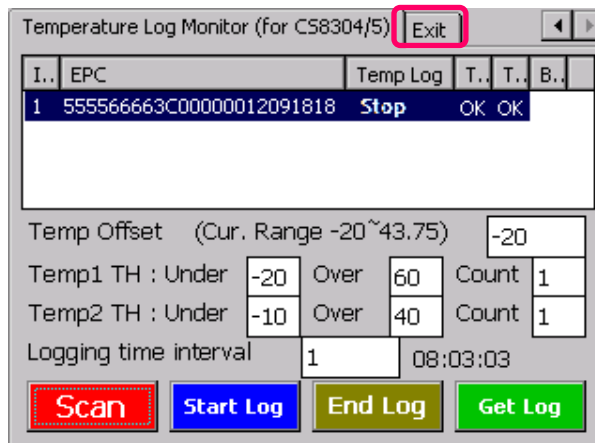 Temperature Log Monitor (for CS8304/5) Exit
I.. EPC Temp Log T.. T.. B..
1 555566663C00000012091818 Stop OK OK
Temp Offset (Cur. Range -20~43.75) -20
Temp1 TH : Under -20 Over 60 Count 1
Temp2 TH : Under -10 Over 40 Count 1
Logging time interval 1 08:03:03
Scan Start Log End Log Get Log